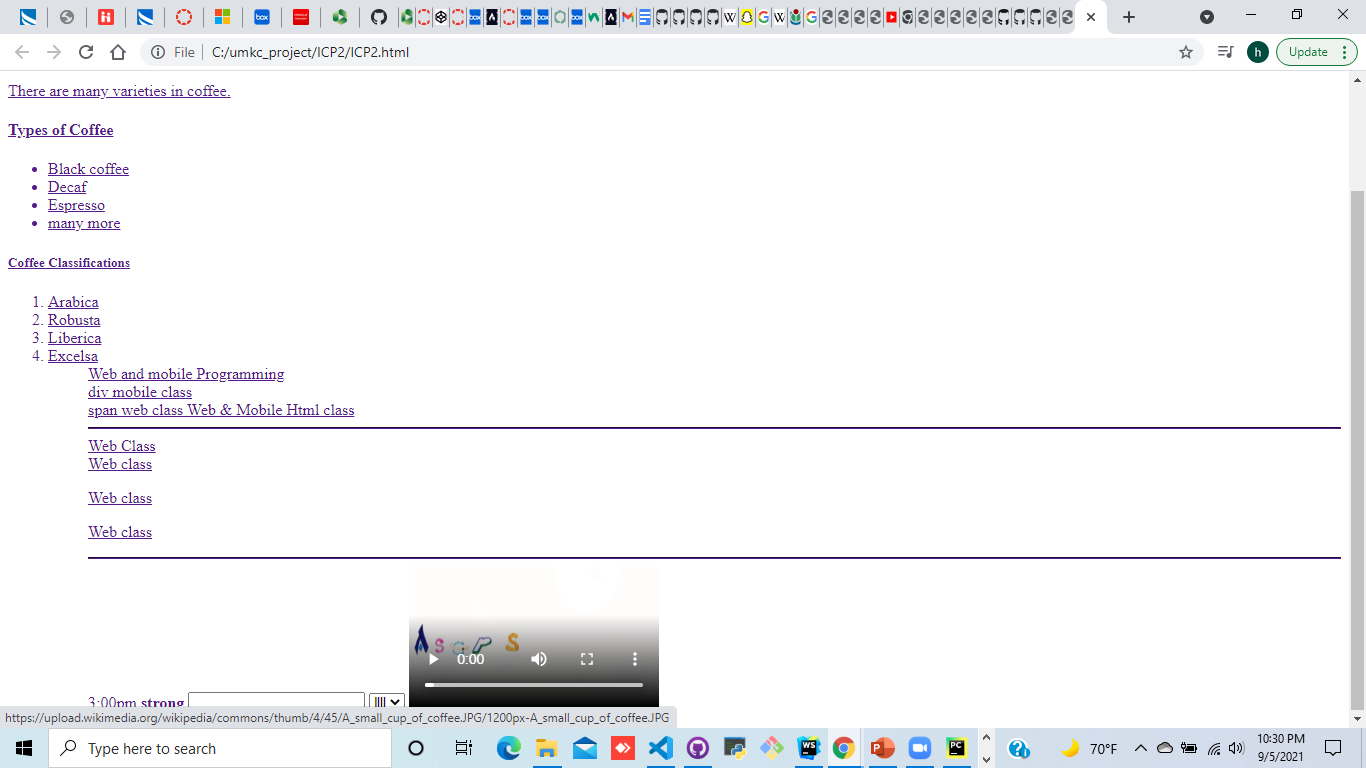 File C:/umkc_project/ICP2/ICP2.html
h
Update
There are many varieties in coffee.
Types of Coffee
Black coffee
Decaf
Espresso
many more
Coffee Classifications
1. Arabica
2. Robusta
3. Liberica
4. Excelsa
Web and mobile Programming
div mobile class
span web class Web & Mobile Html class
Web Class
Web class
Web class
Web class
0:00
3:00pm strong
https://upload.wikimedia.org/wikipedia/commons/thumb/4/45/A_small_cup_of_coffee.JPG/1200px-A_small_cup_of_coffee.JPG
Type here to search
70°F
10:30 PM
9/5/2021